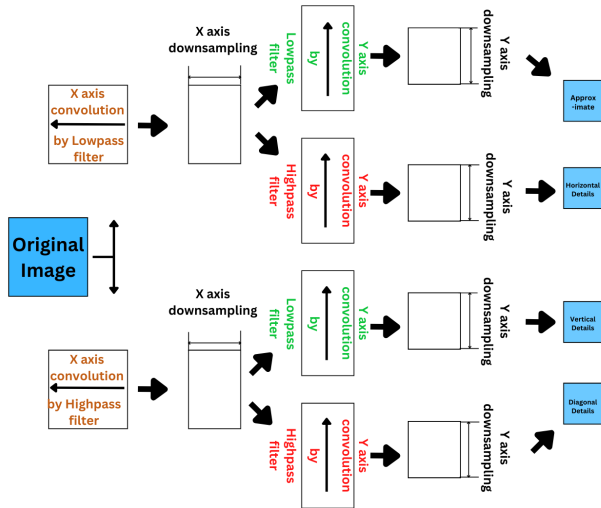 X axis
downsampling
Lowpass
filter
by
convolution
Y axis
Y axis
downsampling
Approx
-imate
X axis
convolution
by Lowpass
filter
Highpass
filter
by
convolution
Y axis
Y axis
downsampling
Horizontal
Details
Original
Image
X axis
downsampling
Lowpass
filter
by
convolution
Y axis
Y axis
downsampling
Vertical
Details
X axis
convolution
by Highpass
filter
Highpass
filter
by
convolution
Y axis
Y axis
downsampling
Diagonal
Details